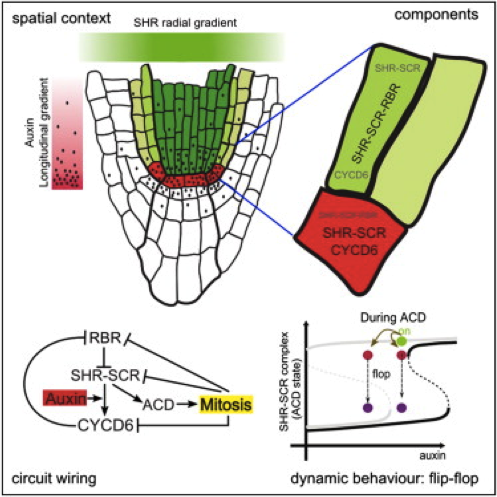 spatial context
SHR radial gradient
components
Auxin
Longitudinal gradient
SHR-SCR
SHR-SCR-RBR
CYCD6
SHR-SCR-RBR
SHR-SCR
CYCD6
RBR
SHR-SCR
Auxin
ACD
Mitosis
CYCD6
circuit wiring
During ACD
on
flop
SHR-SCR complex
(ACD state)
auxin
dynamic behaviour: flip-flop